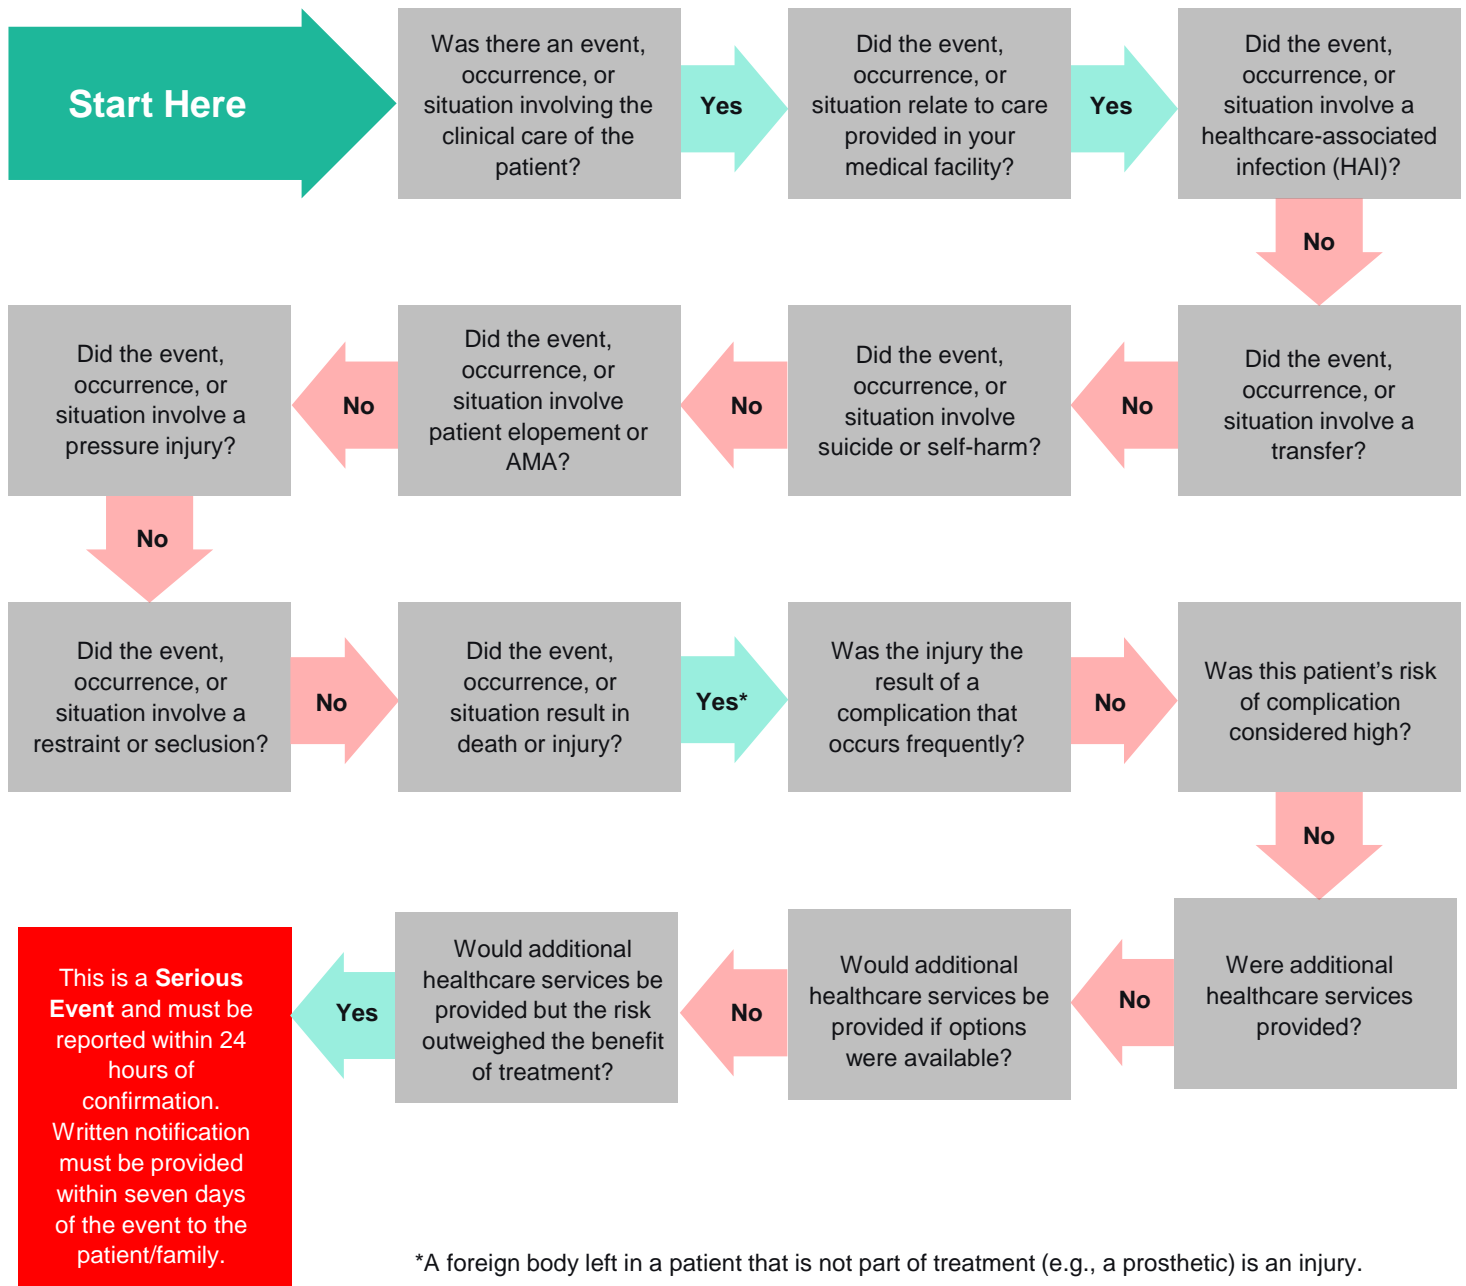 Start Here
Was there an event,
occurrence, or
situation involving the
clinical care of the
patient?
Yes
Did the event,
occurrence, or
situation relate to care
provided in your
medical facility?
Yes
Did the event,
occurrence, or
situation involve a
healthcare-associated
infection (HAI)?
No
Did the event,
occurrence, or
situation involve a
transfer?
No
Did the event,
occurrence, or
situation involve
suicide or self-harm?
No
Did the event,
occurrence, or
situation involve
patient elopement or
AMA?
No
Did the event,
occurrence, or
situation involve a
pressure injury?
No
Did the event,
occurrence, or
situation involve a
restraint or seclusion?
No
Did the event,
occurrence, or
situation result in
death or injury?
Yes*
Was the injury the
result of a
complication that
occurs frequently?
No
Was this patient’s risk
of complication
considered high?
No
Were additional
healthcare services
provided?
No
Would additional
healthcare services be
provided if options
were available?
No
Would additional
healthcare services be
provided but the risk
outweighed the benefit
of treatment?
Yes
This is a Serious
Event and must be
reported within 24
hours of
confirmation.
Written notification
must be provided
within seven days
of the event to the
patient/family.
*A foreign body left in a patient that is not part of treatment (e.g., a prosthetic) is an injury.